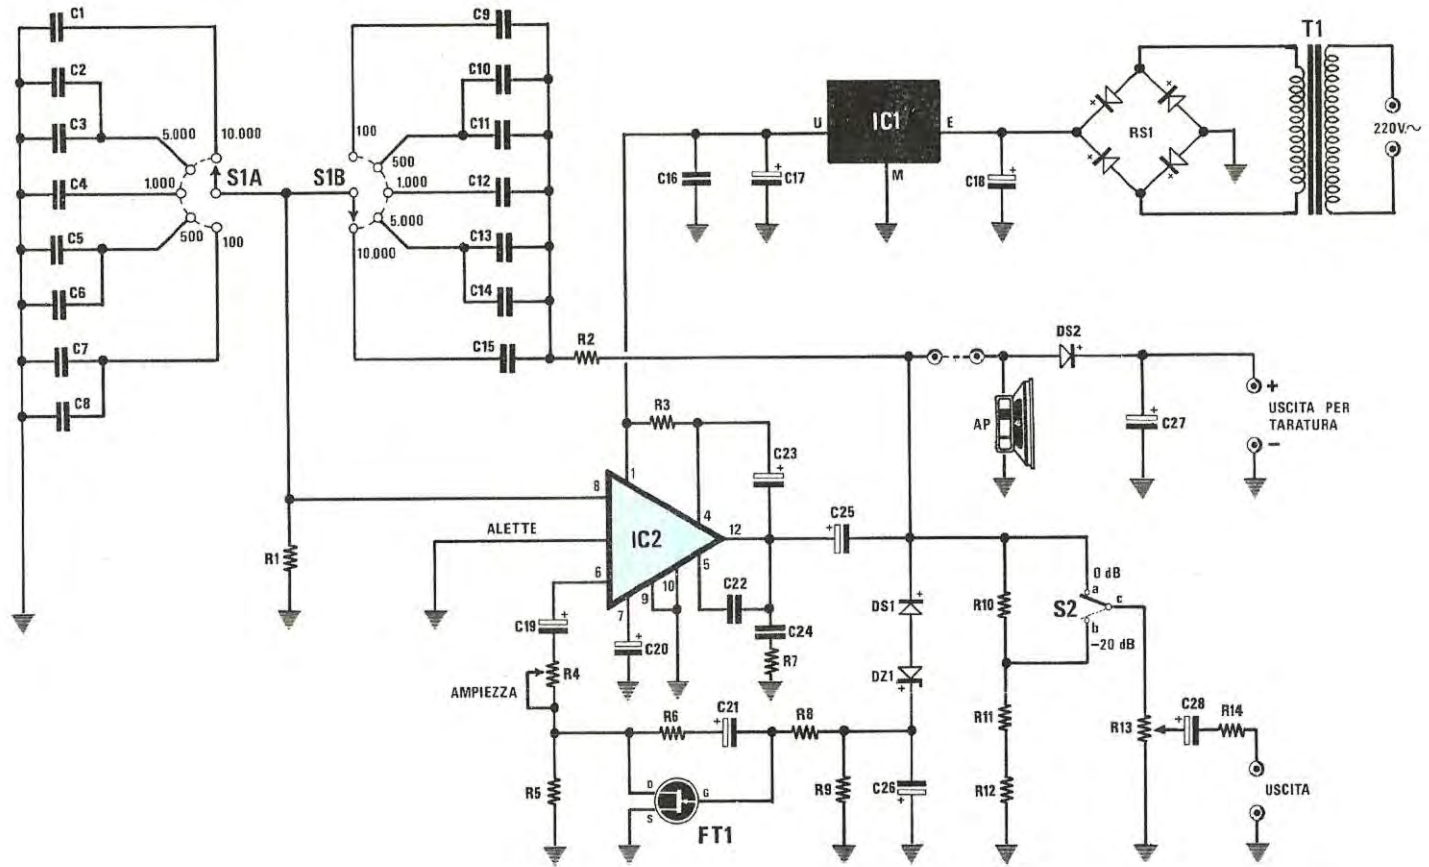 C1
C2
C3
C4
C5
C6
C7
C8
5.000
10.000
1.000
500
100
S1A
S1B
100
500
1.000
5.000
10.000
C9
C10
C11
C12
C13
C14
C15
R2
U
IC1
E
M
C16
+
C17
+
C18
+
RS1
+
+
+
+
T1
220V.~
R1
ALETTE
R3
1
8
6
7
9
10
4
5
12
IC2
C23
+
C22
C24
R7
C25
+
C19
+
R4
AMPIEZZA
C20
+
R5
R6
C21
+
R8
R9
D
G
S
FT1
DS1
+
DZ1
+
C26
+
AP
DS2
+
C27
+
+
USCITA PER
TARATURA
−
R10
R11
R12
0 dB
a
c
S2
b
−20 dB
R13
C28
+
R14
USCITA